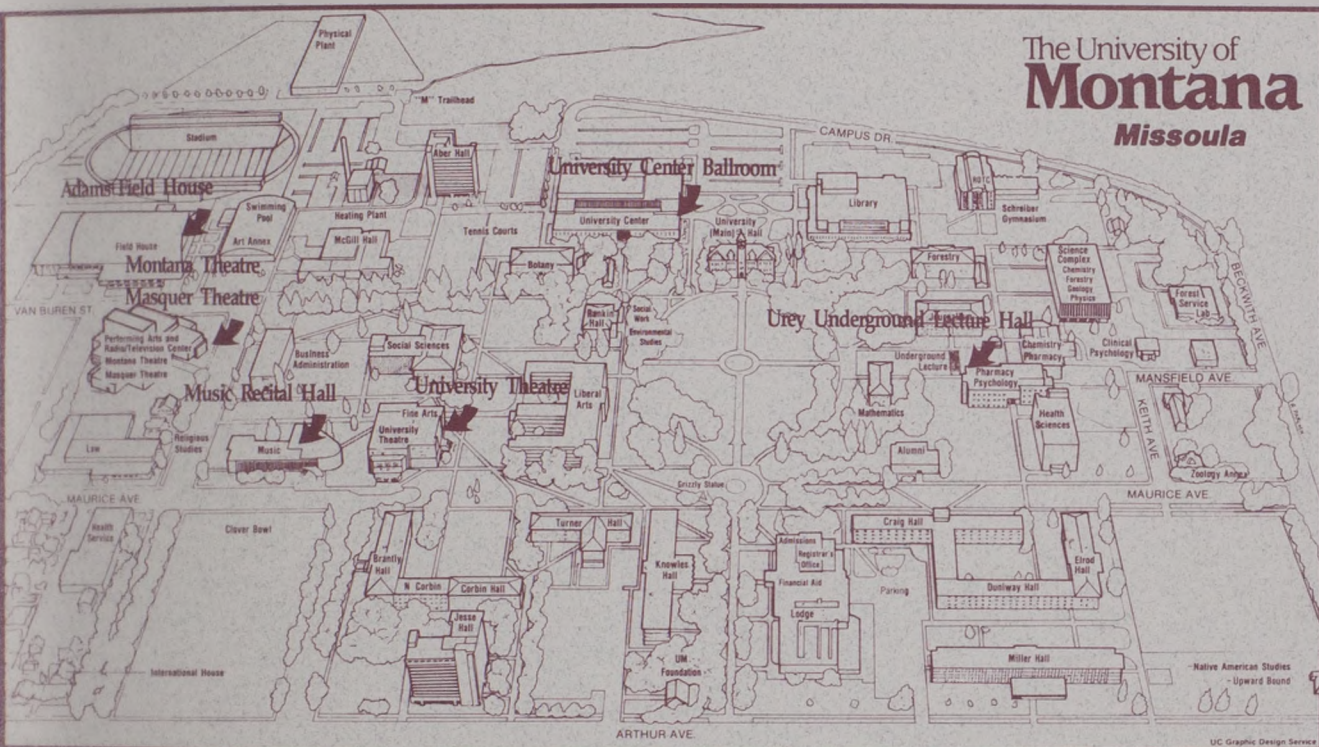 The University of
Montana
Missoula
Physical
Plant
"M" Trailhead
Stadium
Aber Hall
CAMPUS DR.
University Center Ballroom
Adams Field House
Swimming
Pool
Art Annex
Heating Plant
Field House
McGill Hall
Tennis Courts
University Center
University
(Main) Hall
Library
ROTC
Schreiber
Gymnasium
Botany
Forestry
Science
Complex
Chemistry
Forestry
Geology
Physics
BECKWITH AVE.
Forest
Service
Lab
Montana Theatre
Masquer Theatre
VAN BUREN ST.
Performing Arts and
Radio/Television Center
Montana Theatre
Masquer Theatre
Business
Administration
Social Sciences
Rankin
Hall
Social
Work
Environmental
Studies
Urey Underground Lecture Hall
Underground
Lecture
Chemistry
Pharmacy
Clinical
Psychology
Pharmacy
Psychology
MANSFIELD AVE.
Music Recital Hall
University Theatre
Liberal
Arts
Fine Arts
University
Theatre
Mathematics
Health
Sciences
KEITH AVE.
Law
Religious
Studies
Music
Alumni
Zoology Annex
Grizzly Statue
MAURICE AVE.
MAURICE AVE.
Health
Service
Clover Bowl
Brantly
Hall
N Corbin
Corbin Hall
Turner Hall
Knowles
Hall
Admissions
Registrar's
Office
Financial Aid
Lodge
Craig Hall
Parking
Duniway Hall
Elrod
Hall
Jesse
Hall
International House
UM
Foundation
Miller Hall
-Native American Studies
-Upward Bound
ARTHUR AVE.
UC Graphic Design Service